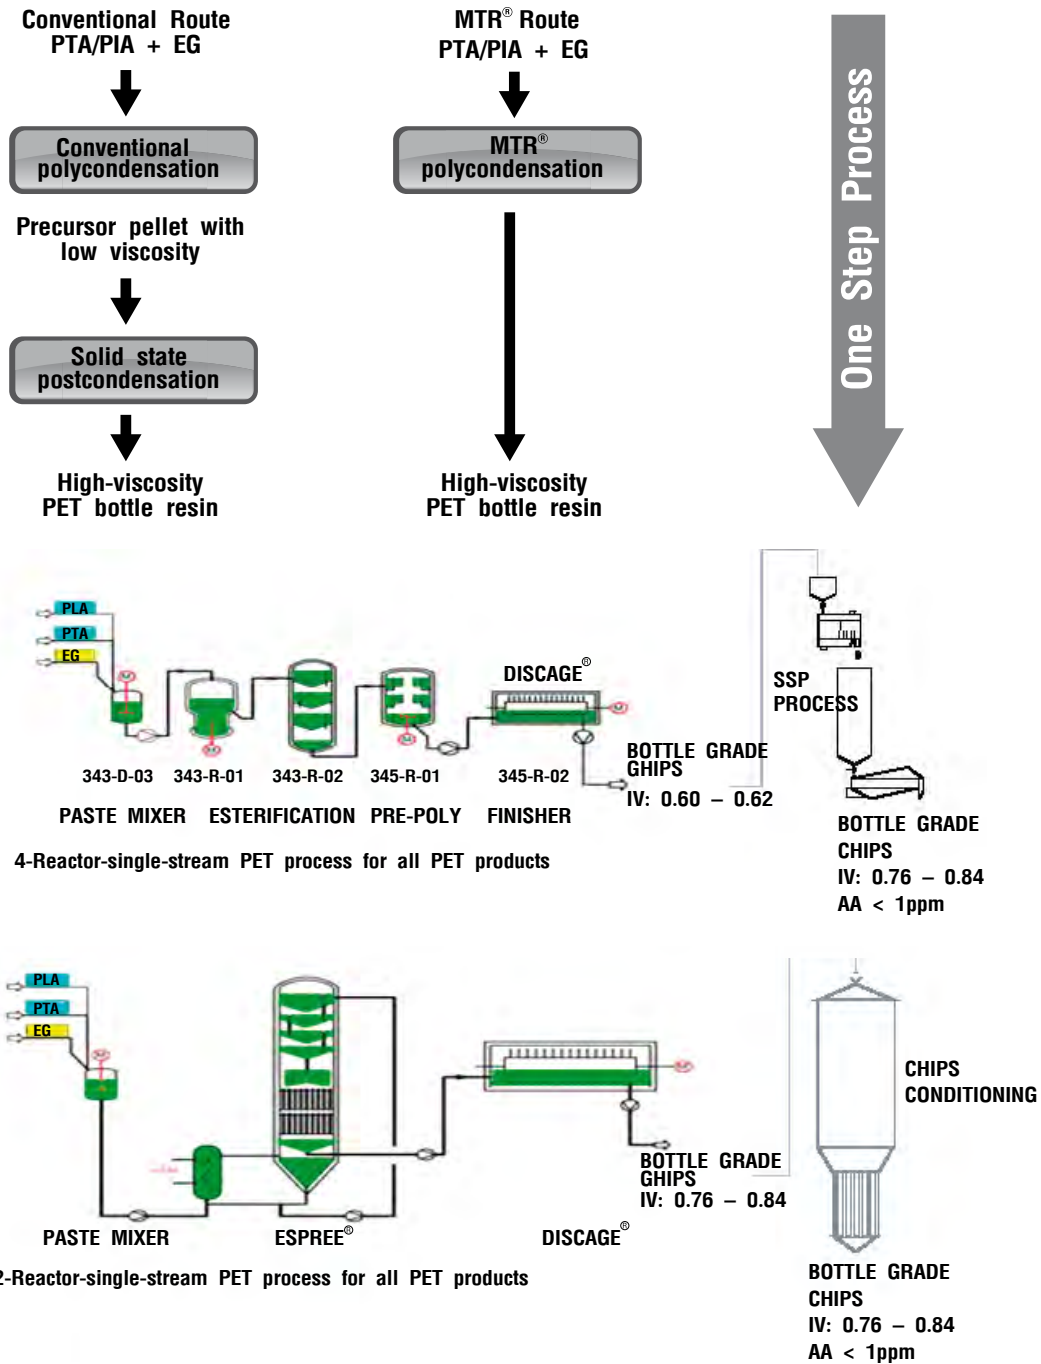 Conventional Route
PTA/PIA + EG
Conventional
polycondensation
Precursor pellet with
low viscosity
Solid state
postcondensation
High-viscosity
PET bottle resin
MTR® Route
PTA/PIA + EG
MTR®
polycondensation
High-viscosity
PET bottle resin
One Step Process
PLA
PTA
EG
M
M
M
M
DISCAGE®
343-D-03 343-R-01 343-R-02 345-R-01 345-R-02
PASTE MIXER ESTERIFICATION PRE-POLY FINISHER
BOTTLE GRADE
GHIPS
IV: 0.60 – 0.62
SSP
PROCESS
BOTTLE GRADE
CHIPS
IV: 0.76 – 0.84
AA < 1ppm
4-Reactor-single-stream PET process for all PET products
PLA
PTA
EG
M
M
PASTE MIXER ESPREE® DISCAGE®
BOTTLE GRADE
GHIPS
IV: 0.76 – 0.84
CHIPS
CONDITIONING
BOTTLE GRADE
CHIPS
IV: 0.76 – 0.84
AA < 1ppm
2-Reactor-single-stream PET process for all PET products